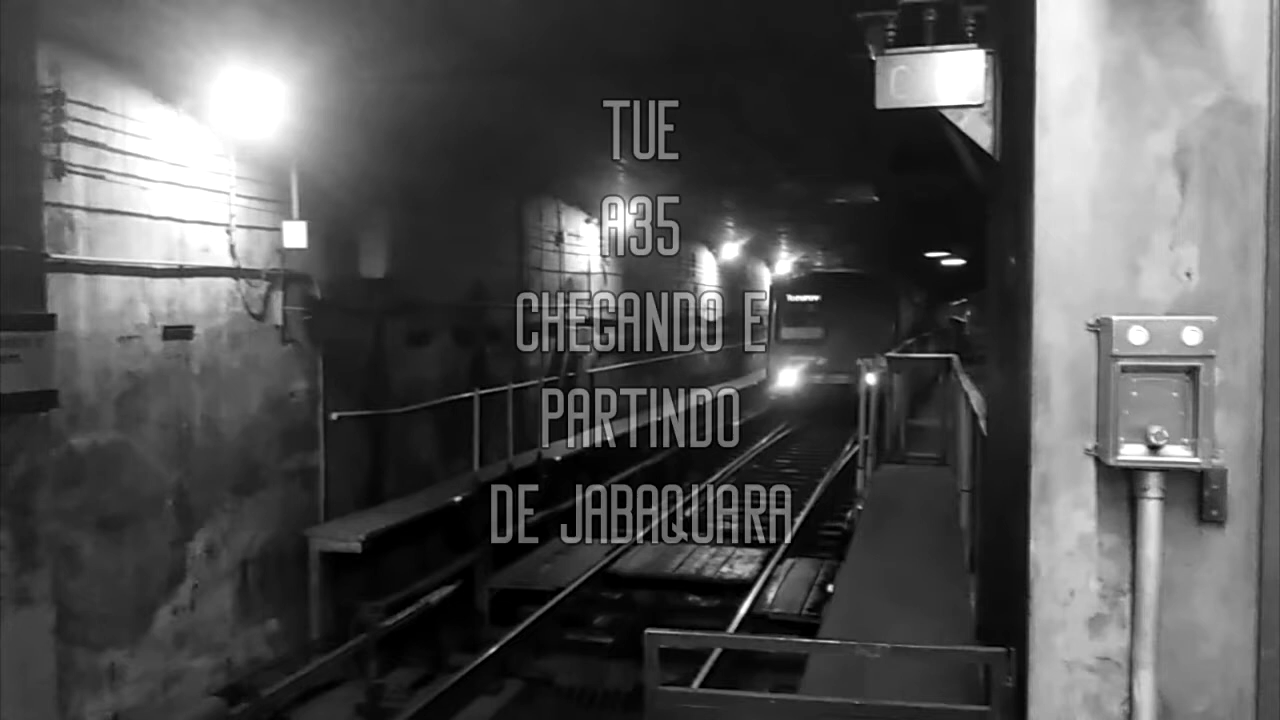 TUE
A35
CHEGANDO E
PARTINDO
DE JABAQUARA